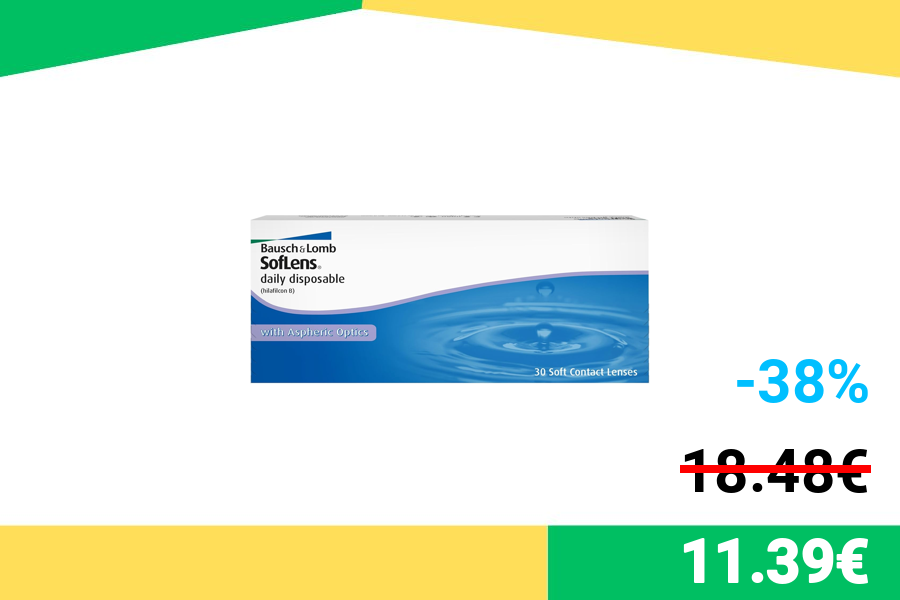 Bausch & Lomb
SofLens®
daily disposable
(hilafilcon B)
with Aspheric Optics
30 Soft Contact Lenses
-38%
18.48€
11.39€